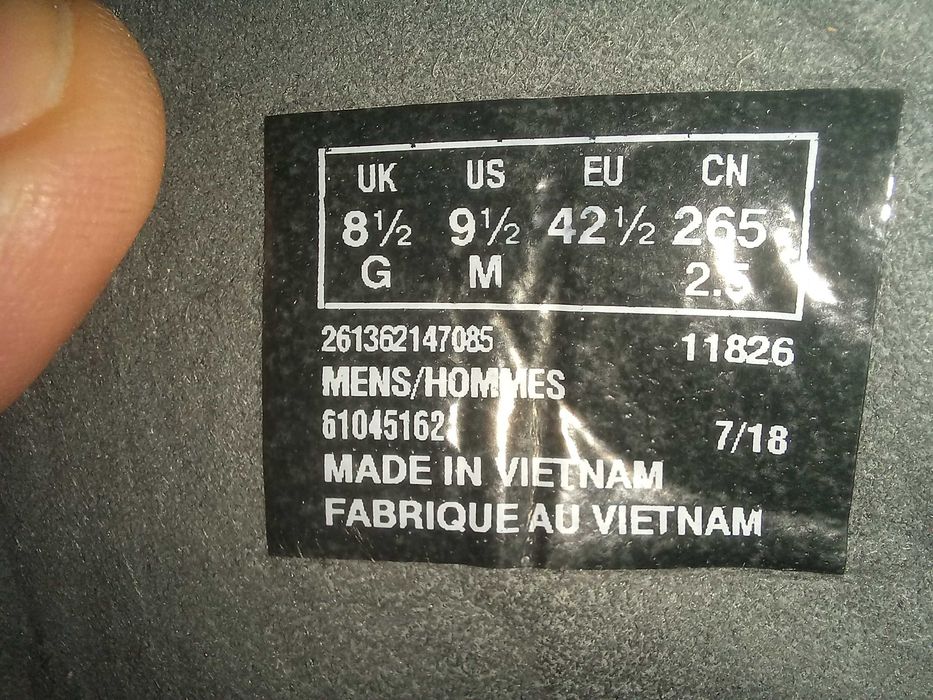 UK US EU CN
8½ 9½ 42½ 265
G M 2.5
261362147085 11826
MENS/HOMMES
61045162 7/18
MADE IN VIETNAM
FABRIQUE AU VIETNAM